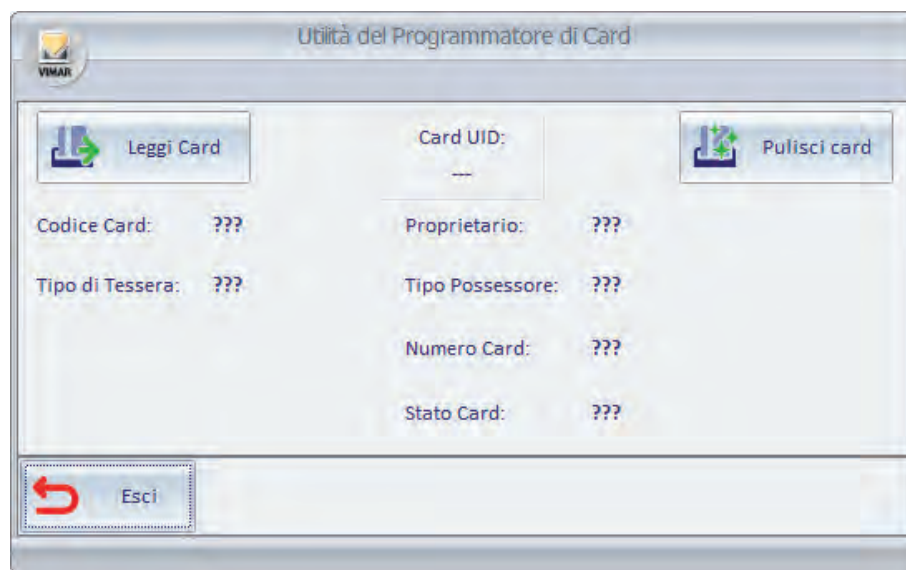 Utilità del Programmatore di Card
VIMAR
Leggi Card
Card UID:
---
Pulisci card
Codice Card: ???
Proprietario: ???
Tipo di Tessera: ???
Tipo Possessore: ???
Numero Card: ???
Stato Card: ???
Esci